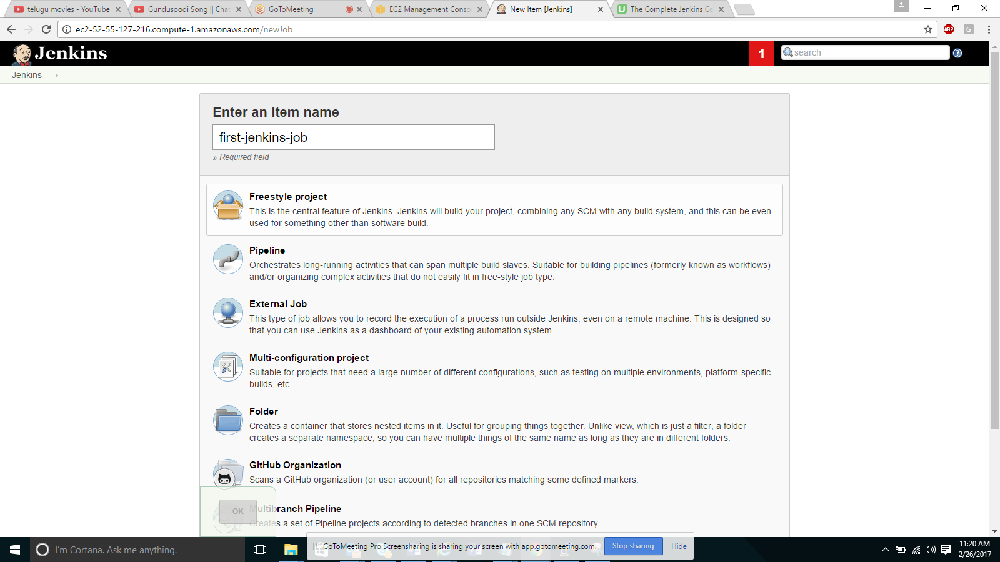 telugu movies - YouTube
Gundusoodi Song || Chat
GoToMeeting
EC2 Management Conso
New Item [Jenkins]
The Complete Jenkins Co
ec2-52-55-127-216.compute-1.amazonaws.com/newJob
ABP
G
Jenkins
1
search
?
Jenkins
Enter an item name
first-jenkins-job
» Required field
Freestyle project
This is the central feature of Jenkins. Jenkins will build your project, combining any SCM with any build system, and this can be even
used for something other than software build.
Pipeline
Orchestrates long-running activities that can span multiple build slaves. Suitable for building pipelines (formerly known as workflows)
and/or organizing complex activities that do not easily fit in free-style job type.
External Job
This type of job allows you to record the execution of a process run outside Jenkins, even on a remote machine. This is designed so
that you can use Jenkins as a dashboard of your existing automation system.
Multi-configuration project
Suitable for projects that need a large number of different configurations, such as testing on multiple environments, platform-specific
builds, etc.
Folder
Creates a container that stores nested items in it. Useful for grouping things together. Unlike view, which is just a filter, a folder
creates a separate namespace, so you can have multiple things of the same name as long as they are in different folders.
GitHub Organization
Scans a GitHub organization (or user account) for all repositories matching some defined markers.
Multibranch Pipeline
OK
Creates a set of Pipeline projects according to detected branches in one SCM repository.
GoToMeeting Pro Screensharing is sharing your screen with app.gotomeeting.com.
Stop sharing
Hide
I'm Cortana. Ask me anything.
11:20 AM
2/26/2017